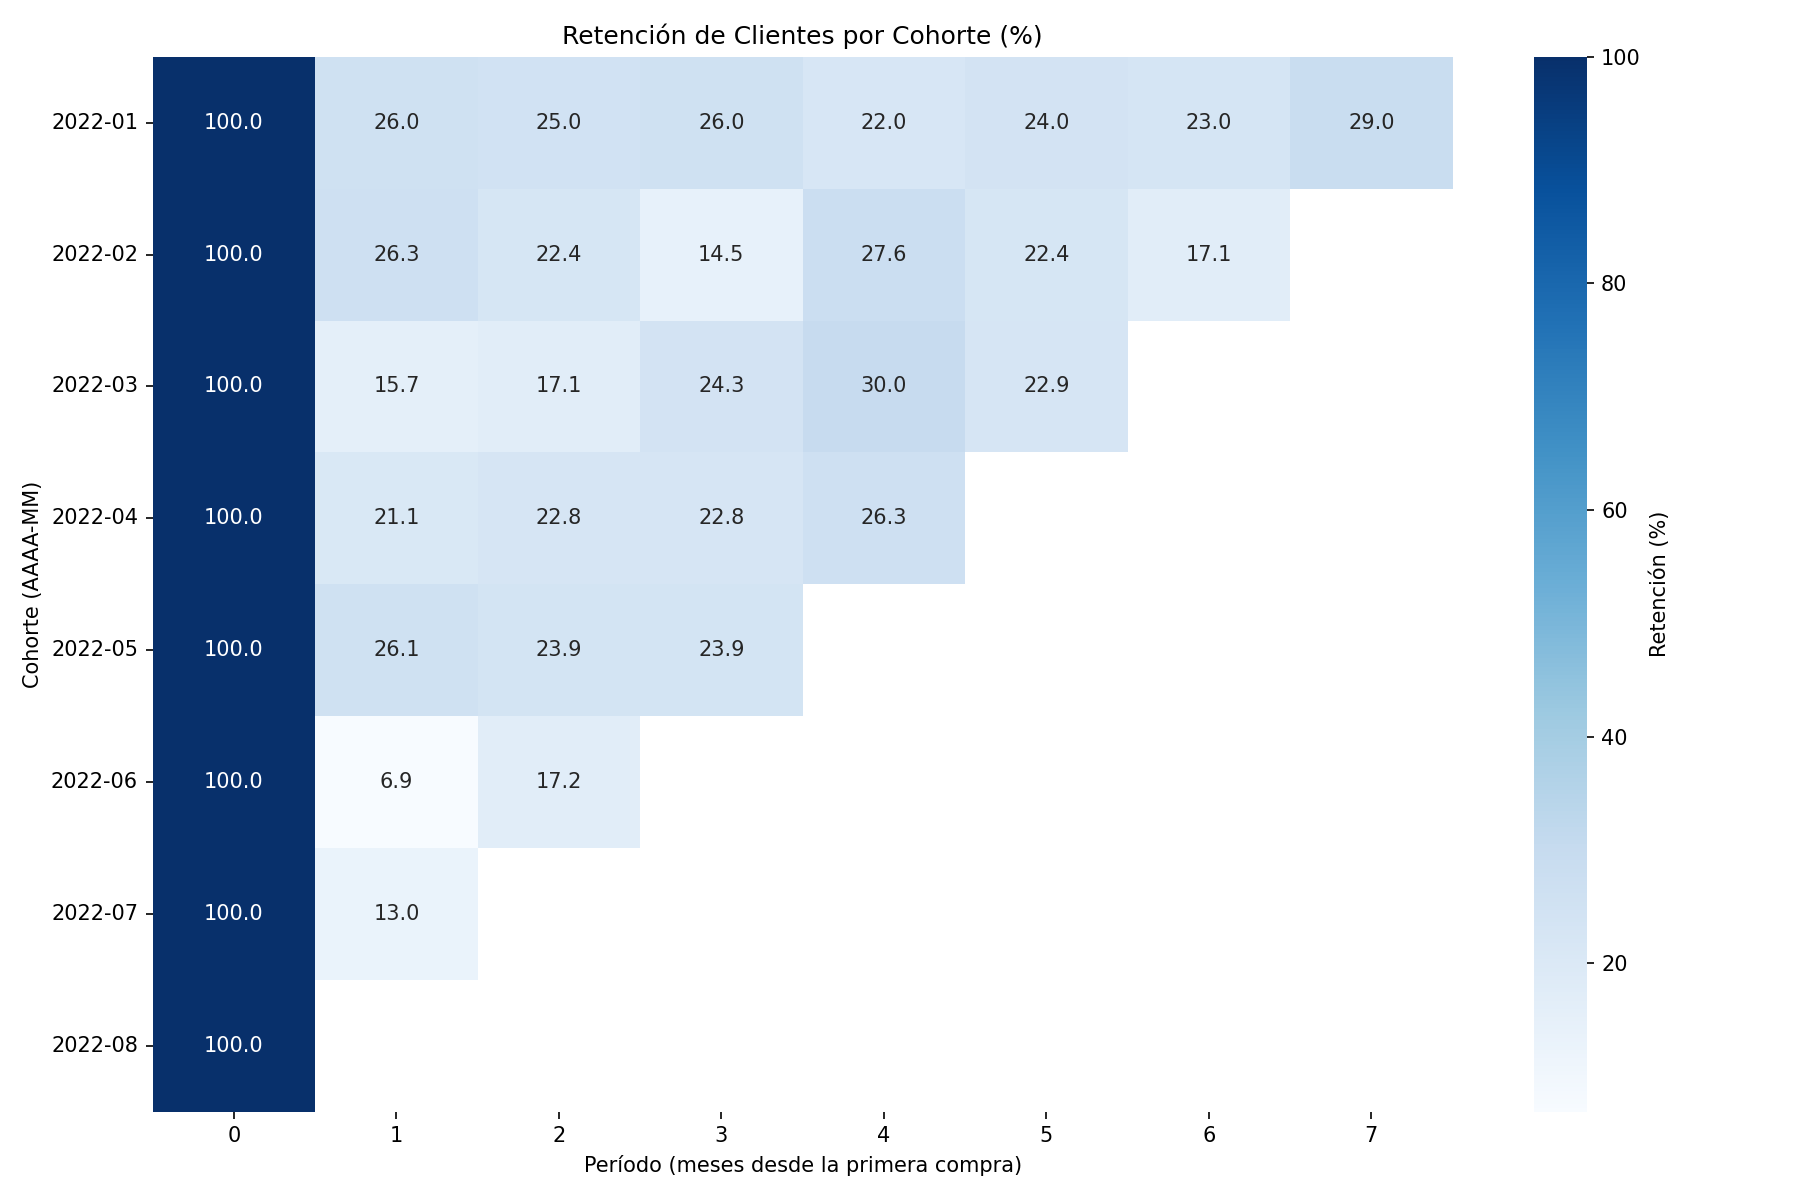 Retención de Clientes por Cohorte (%)
2022-01 100.0 26.0 25.0 26.0 22.0 24.0 23.0 29.0
2022-02 100.0 26.3 22.4 14.5 27.6 22.4 17.1
2022-03 100.0 15.7 17.1 24.3 30.0 22.9
2022-04 100.0 21.1 22.8 22.8 26.3
2022-05 100.0 26.1 23.9 23.9
2022-06 100.0 6.9 17.2
2022-07 100.0 13.0
2022-08 100.0
0 1 2 3 4 5 6 7
Período (meses desde la primera compra)
Cohorte (AAAA-MM)
100
80
60
40
20
Retención (%)